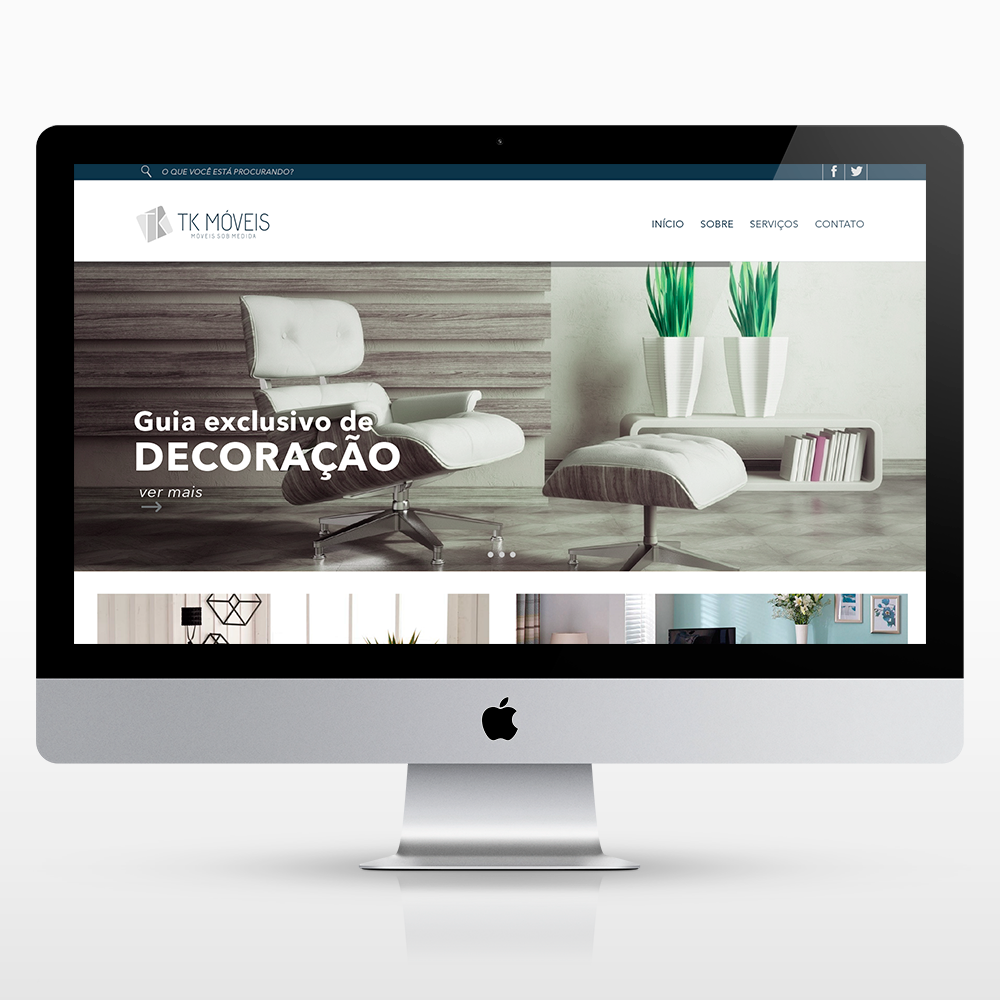 O QUE VOCÊ ESTÁ PROCURANDO?
TK MÓVEIS
MÓVEIS SOB MEDIDA
INÍCIO SOBRE SERVIÇOS CONTATO
Guia exclusivo de
DECORAÇÃO
ver mais